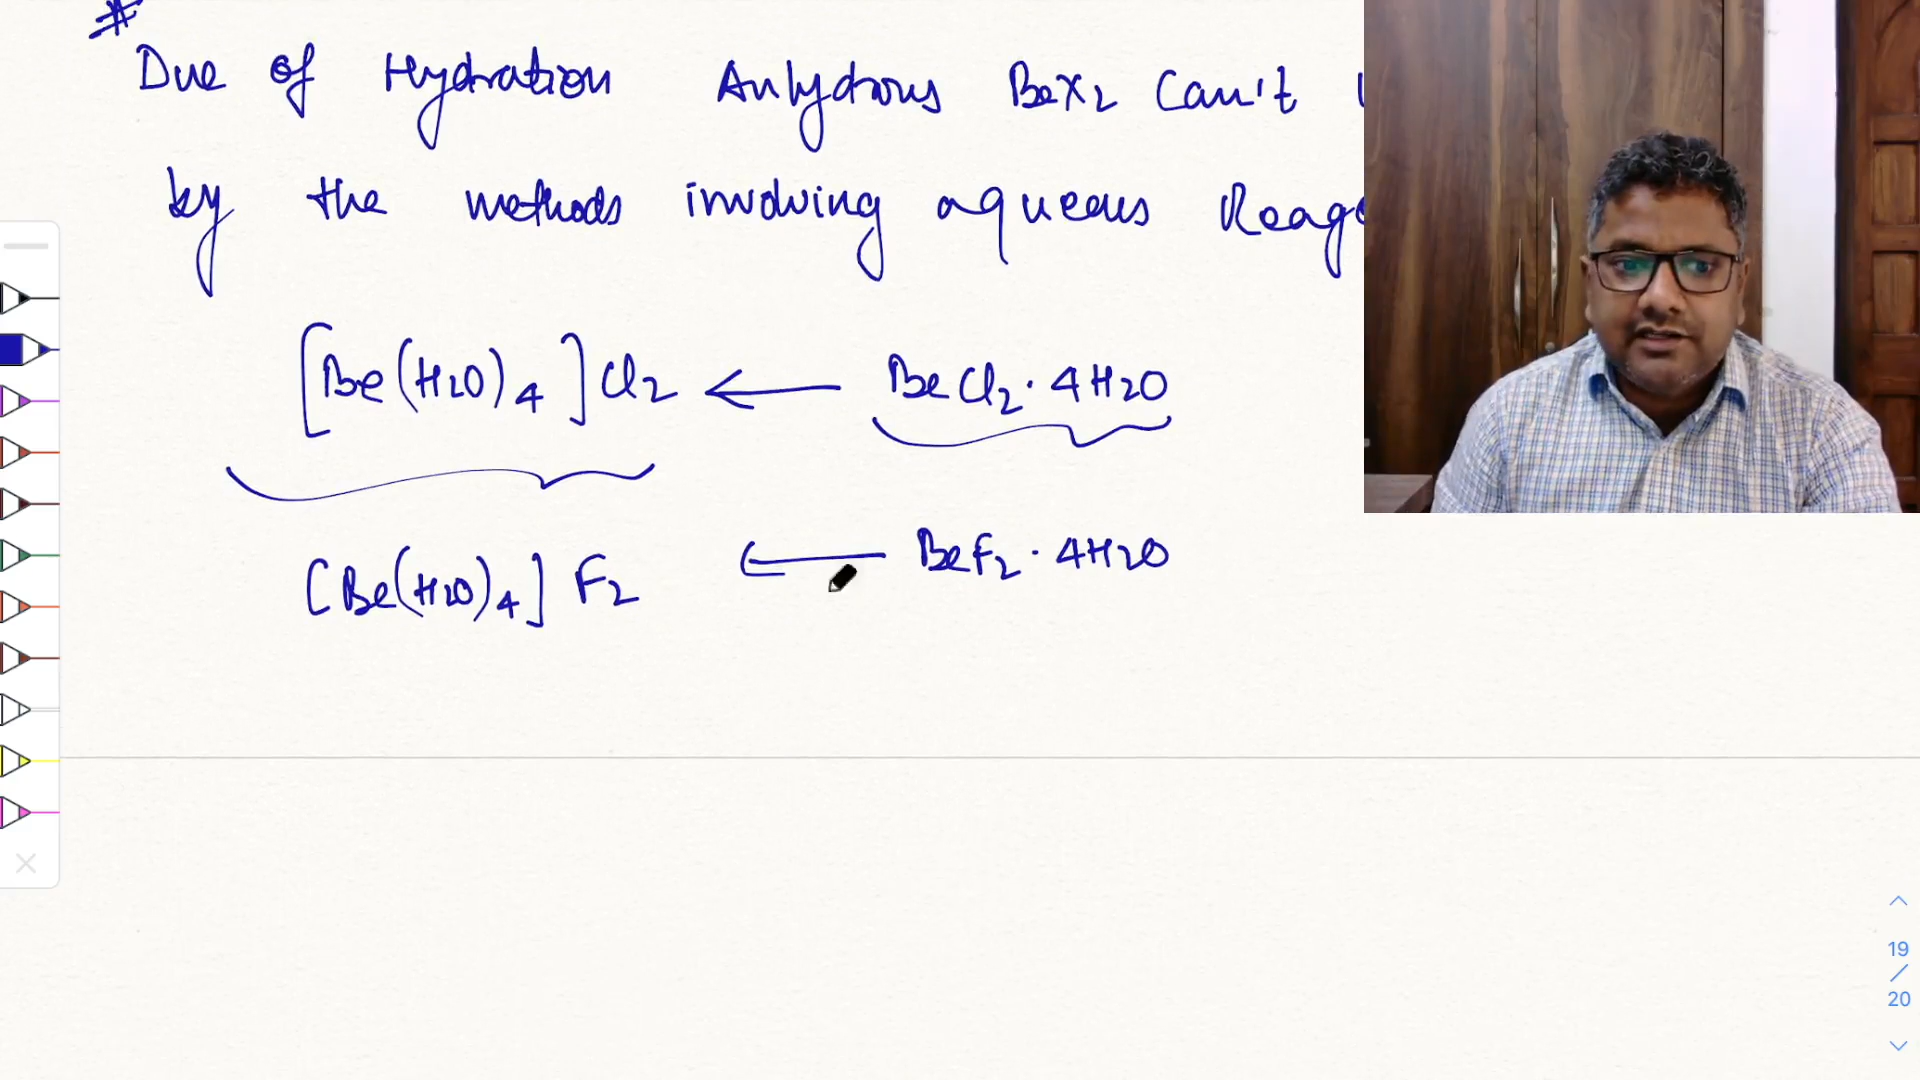 #
Due of Hydration Anhydrous BeX2 Can't
by the methods involving aqueous Reage
[Be(H2O)4]Cl2 ← BeCl2·4H2O
[Be(H2O)4]F2 ← BeF2·4H2O
19
/
20